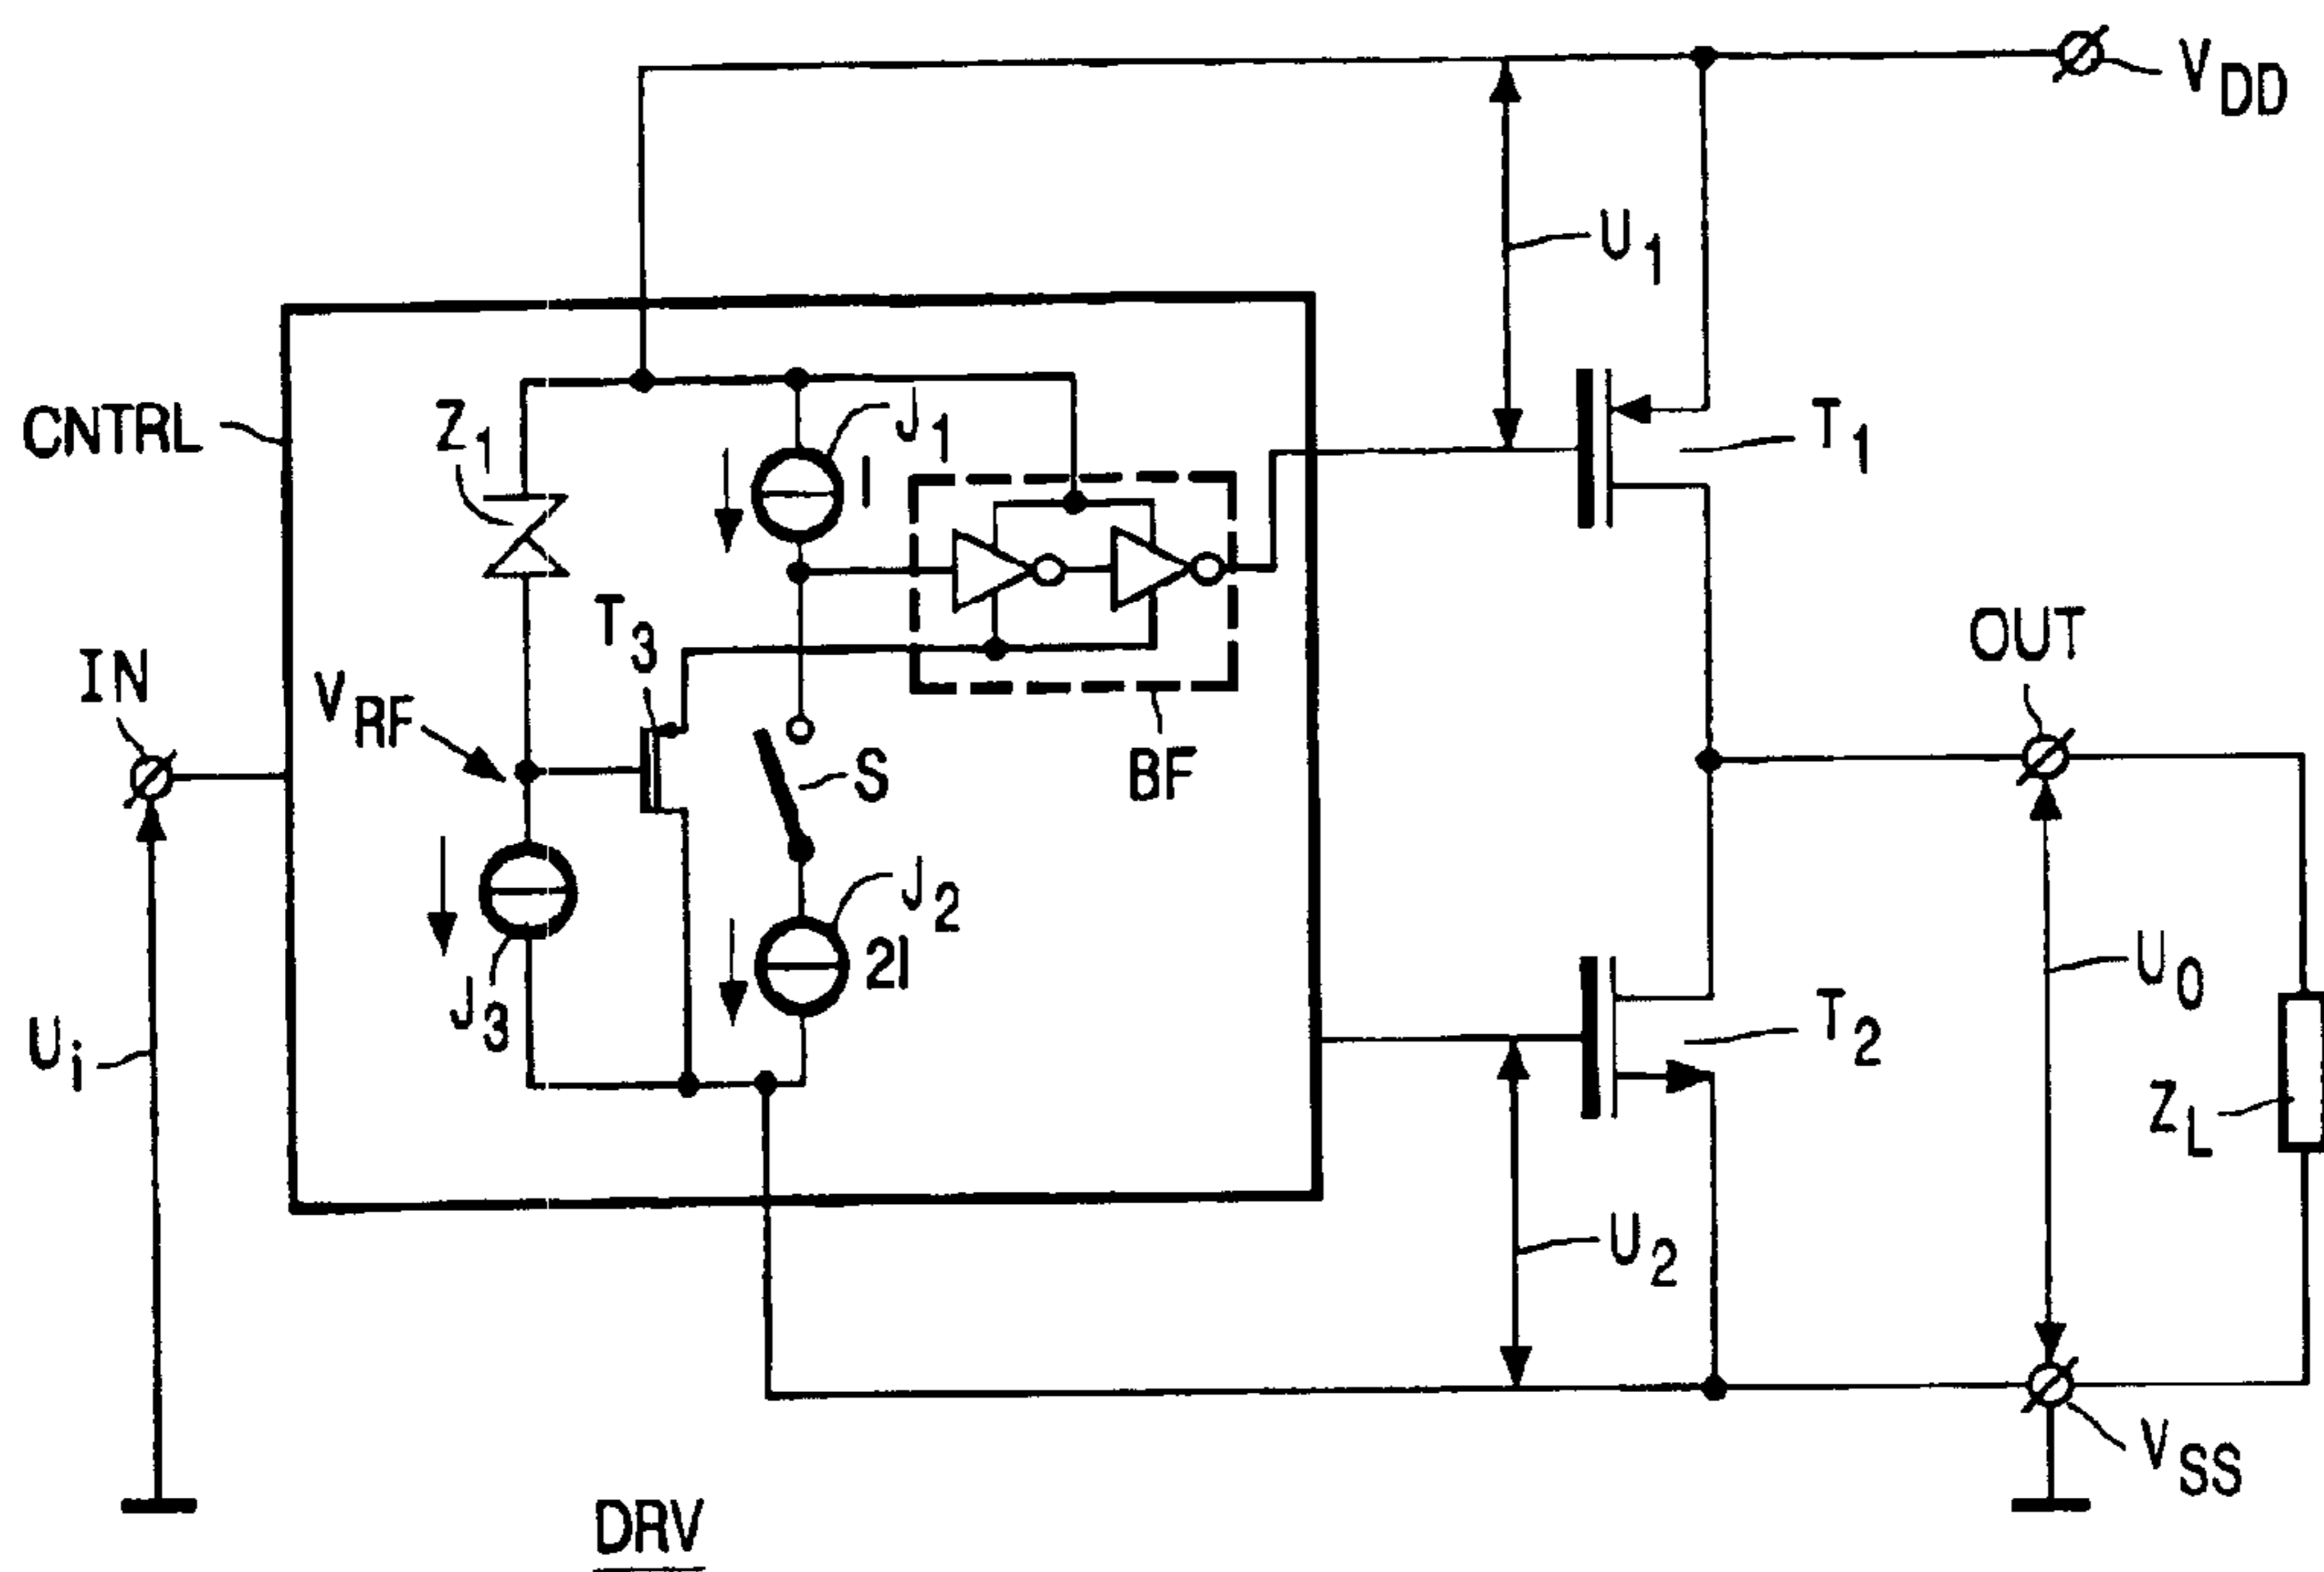 V_DD
U_1
CNTRL
Z_1
J_1
I
T_1
T_3
IN
V_RF
OUT
S
BF
J_2
2I
U_0
J_3
U_i
T_2
Z_L
U_2
V_SS
DRV